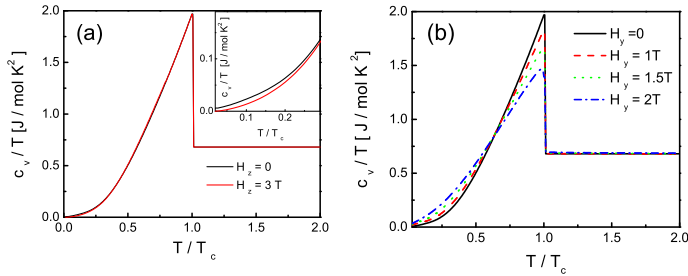 (a)
c_v / T [ J / mol K²]
2.0
1.5
1.0
0.5
0.0
0.0 0.5 1.0 1.5 2.0
T / T_c
c_v / T [J / mol K²]
0.1
0.0
0.1 0.2
T / T_c
H_z = 0
H_z = 3 T
(b)
c_v / T [ J / mol K²]
2.0
1.5
1.0
0.5
0.0
0.5 1.0 1.5 2.0
T / T_c
H_y =0
H_y = 1T
H_y = 1.5T
H_y = 2T